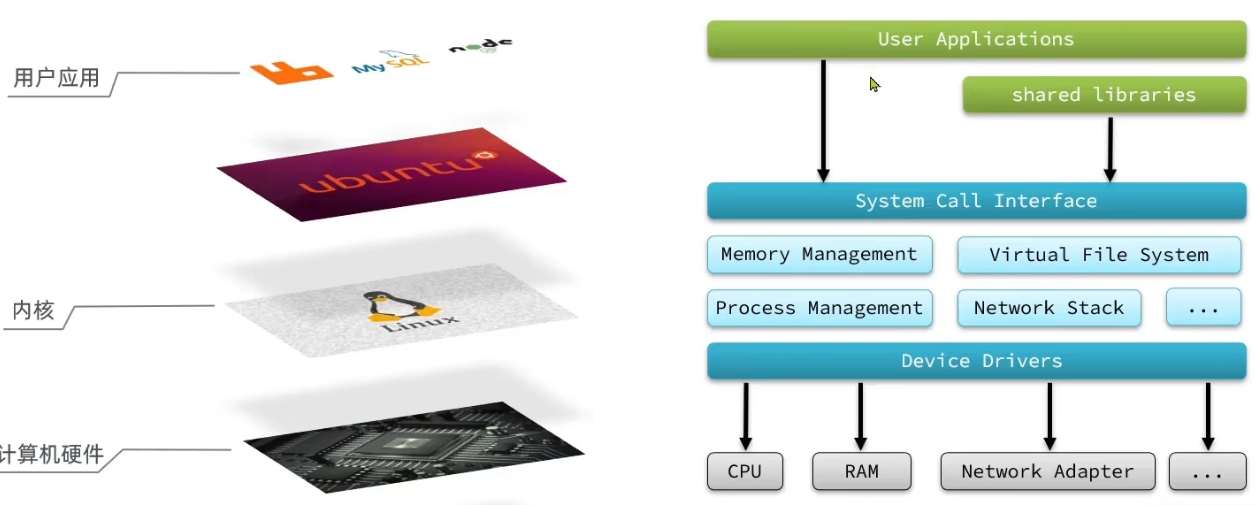 用户应用
MySQL
node
ubuntu
内核
Linux
计算机硬件
User Applications
shared libraries
System Call Interface
Memory Management
Virtual File System
Process Management
Network Stack
...
Device Drivers
CPU
RAM
Network Adapter
...